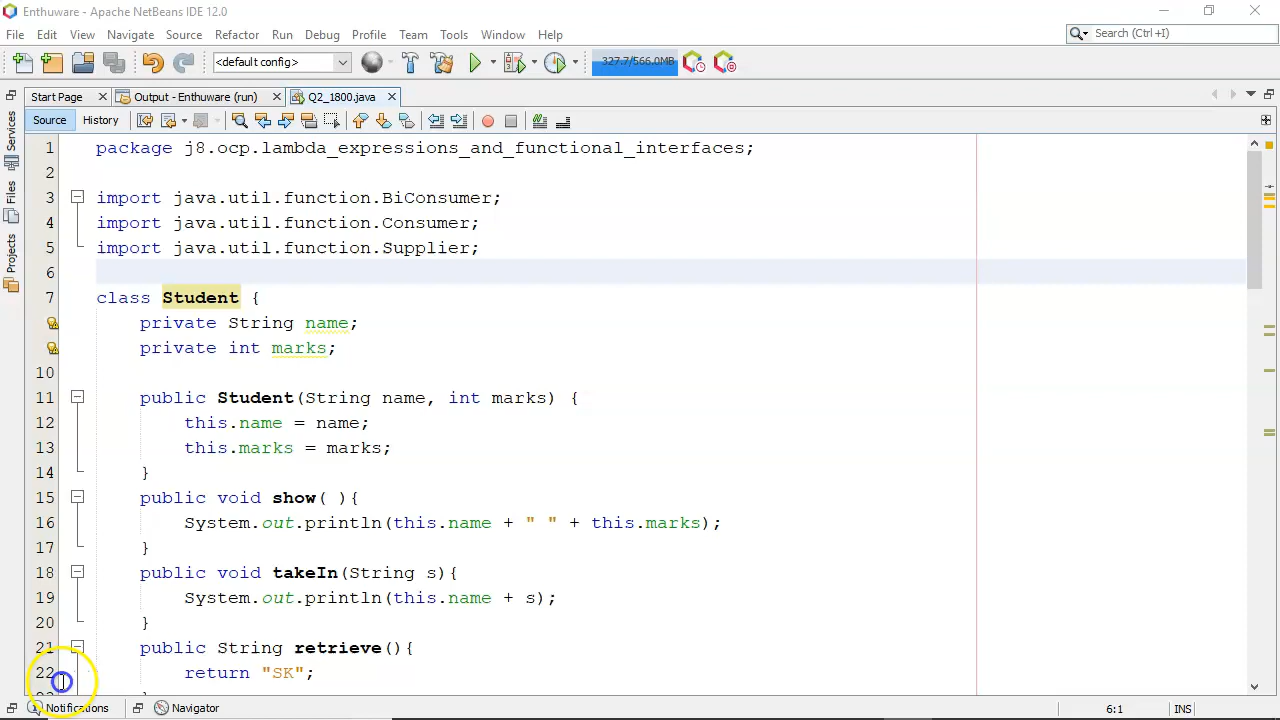 Enthuware - Apache NetBeans IDE 12.0
File Edit View Navigate Source Refactor Run Debug Profile Team Tools Window Help
Search (Ctrl+I)
<default config>
327.7/566.0MB
Start Page
Output - Enthuware (run)
Q2_1800.java
Source History
Services
Files
Projects
1 package j8.ocp.lambda_expressions_and_functional_interfaces;
2
3 import java.util.function.BiConsumer;
4 import java.util.function.Consumer;
5 import java.util.function.Supplier;
6
7 class Student {
private String name;
private int marks;
10
11 public Student(String name, int marks) {
12 this.name = name;
13 this.marks = marks;
14 }
15 public void show( ){
16 System.out.println(this.name + " " + this.marks);
17 }
18 public void takeIn(String s){
19 System.out.println(this.name + s);
20 }
21 public String retrieve(){
22 return "SK";
Notifications Navigator
6:1 INS